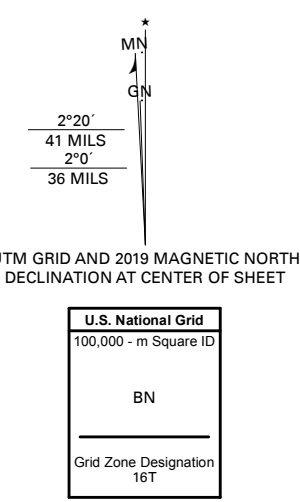 ★
MN
GN
2°20´
41 MILS
2°0´
36 MILS
UTM GRID AND 2019 MAGNETIC NORTH
DECLINATION AT CENTER OF SHEET
U.S. National Grid
100,000 - m Square ID
BN
Grid Zone Designation
16T